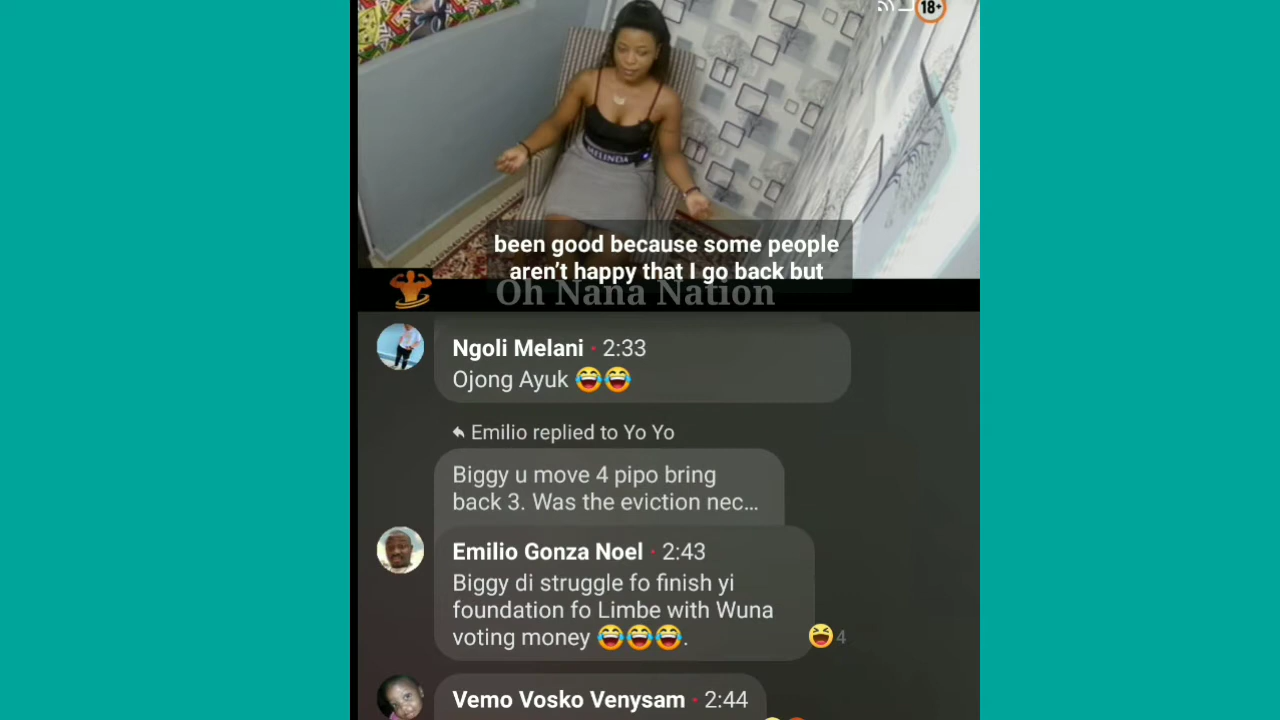 18+
MELINDA
been good because some people
aren’t happy that I go back but
Oh Nana Nation
Ngoli Melani • 2:33
Ojong Ayuk 😂😂
Emilio replied to Yo Yo
Biggy u move 4 pipo bring
back 3. Was the eviction nec...
Emilio Gonza Noel • 2:43
Biggy di struggle fo finish yi
foundation fo Limbe with Wuna
voting money 😂😂😂.
4
Vemo Vosko Venysam • 2:44